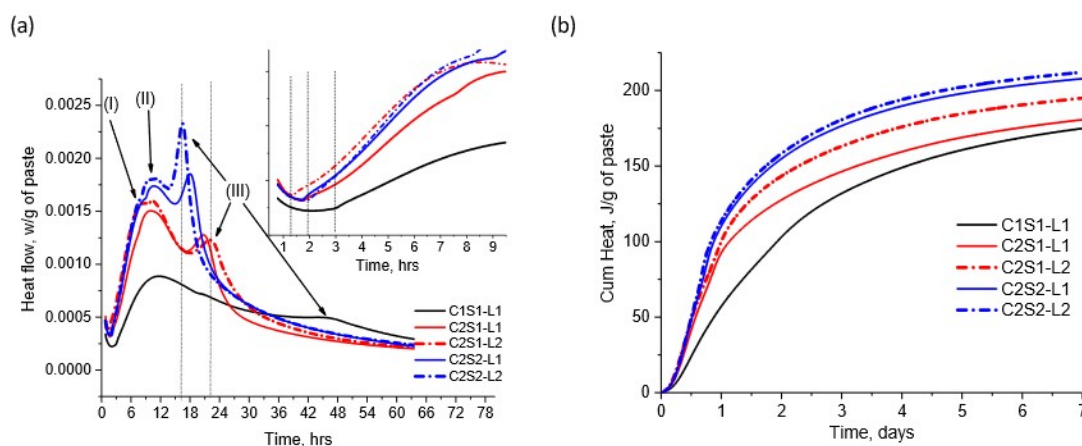 (a)
(b)
(I)
(II)
(III)
Heat flow, w/g of paste
0.0025
0.0020
0.0015
0.0010
0.0005
0.0000
0 6 12 18 24 30 36 42 48 54 60 66 72 78
Time, hrs
1 2 3 4 5 6 7 8 9
Time, hrs
C1S1-L1
C2S1-L1
C2S1-L2
C2S2-L1
C2S2-L2
Cum Heat, J/g of paste
200
150
100
50
0
0 1 2 3 4 5 6 7
Time, days
C1S1-L1
C2S1-L1
C2S1-L2
C2S2-L1
C2S2-L2